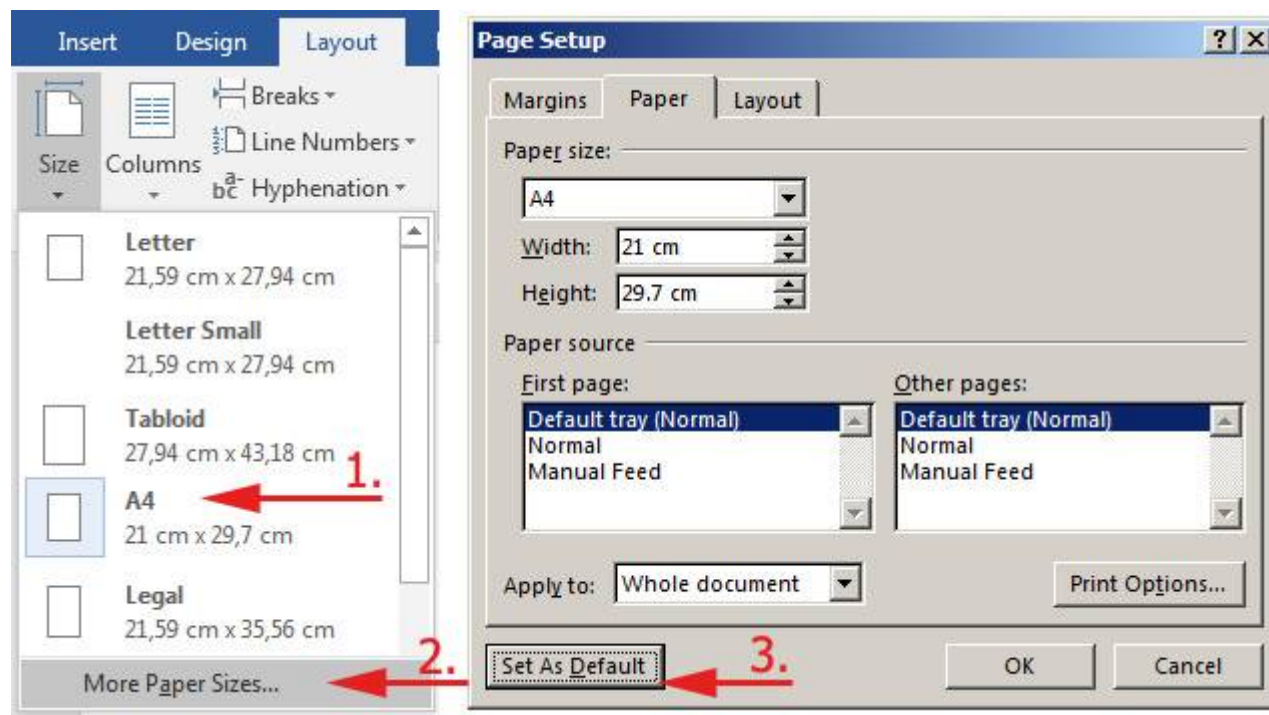 Insert Design Layout
Breaks
Line Numbers
Size Columns
Hyphenation
Letter
21,59 cm x 27,94 cm
Letter Small
21,59 cm x 27,94 cm
Tabloid
27,94 cm x 43,18 cm
1.
A4
21 cm x 29,7 cm
Legal
21,59 cm x 35,56 cm
2.
More Paper Sizes...
Page Setup
Margins Paper Layout
Paper size:
A4
Width: 21 cm
Height: 29.7 cm
Paper source
First page: Other pages:
Default tray (Normal) Default tray (Normal)
Normal Normal
Manual Feed Manual Feed
Apply to: Whole document Print Options...
Set As Default 3. OK Cancel